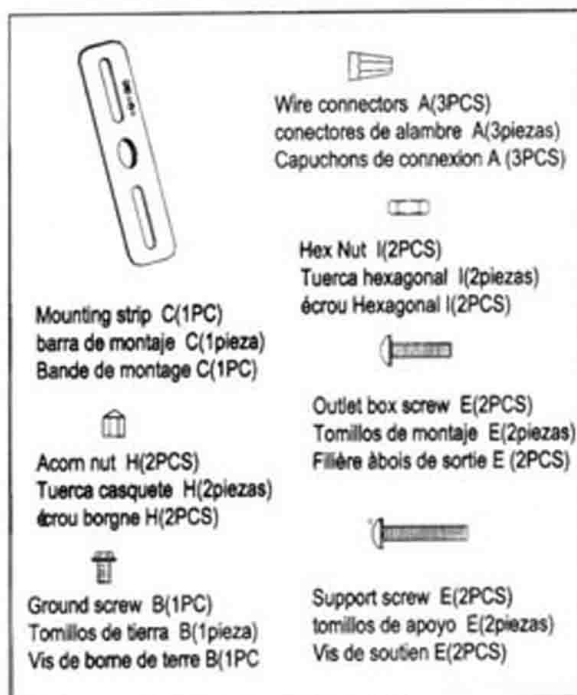 Mounting strip C(1PC)
barra de montaje C(1pieza)
Bande de montage C(1PC)
Acorn nut H(2PCS)
Tuerca casquete H(2piezas)
écrou borgne H(2PCS)
Ground screw B(1PC)
Tornillos de tierra B(1pieza)
Vis de borne de terre B(1PC
Wire connectors A(3PCS)
conectores de alambre A(3piezas)
Capuchons de connexion A (3PCS)
Hex Nut I(2PCS)
Tuerca hexagonal I(2piezas)
écrou Hexagonal I(2PCS)
Outlet box screw E(2PCS)
Tornillos de montaje E(2piezas)
Filière àbois de sortie E (2PCS)
Support screw E(2PCS)
tornillos de apoyo E(2piezas)
Vis de soutien E(2PCS)